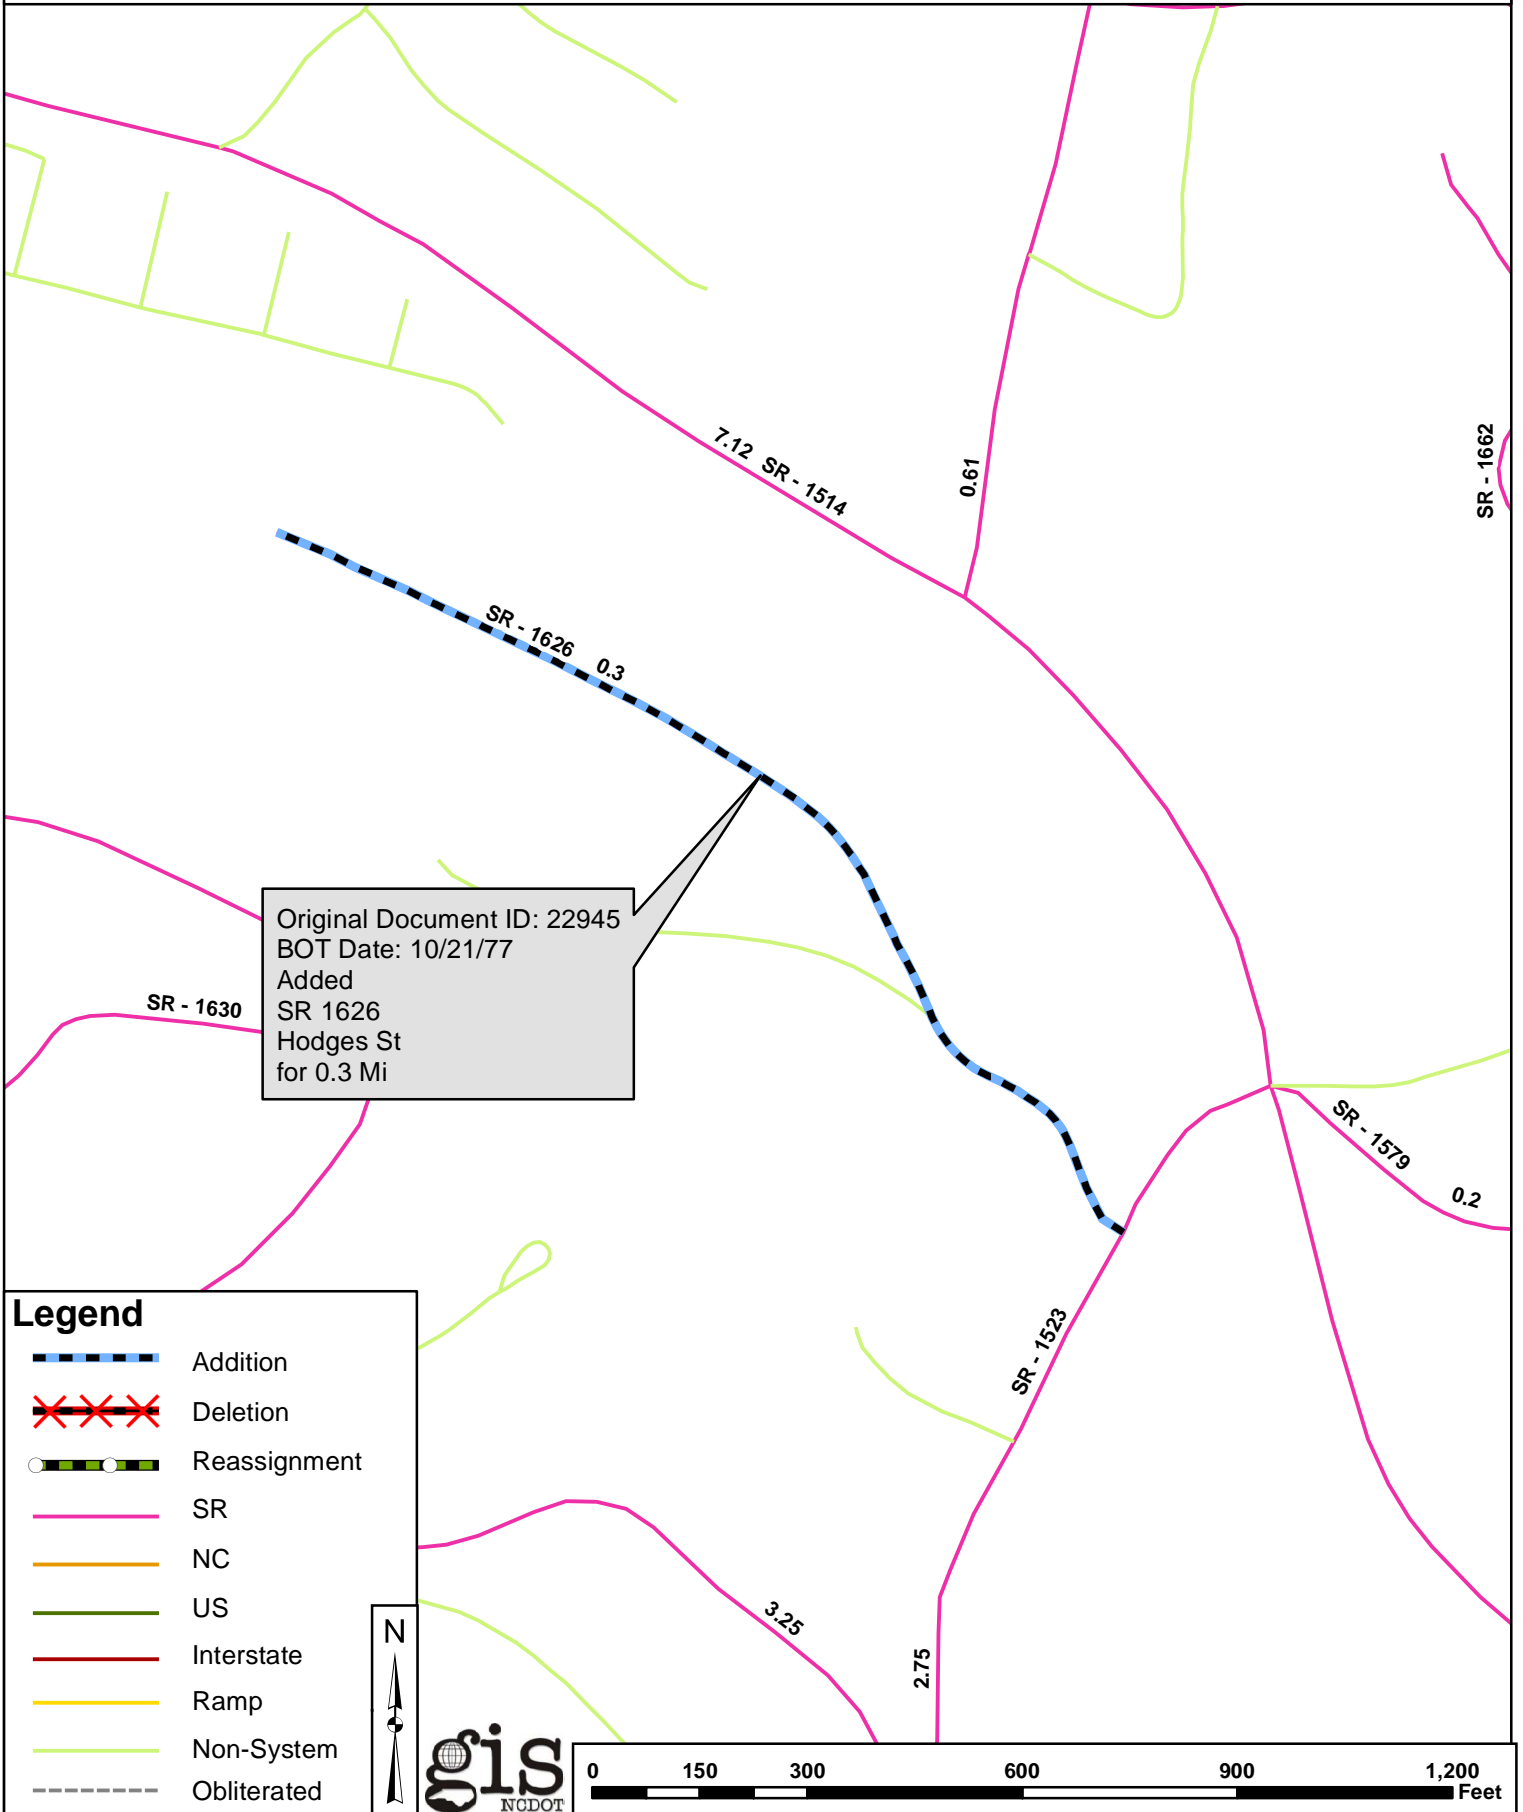 7.12 SR - 1514
0.61
SR - 1662
SR - 1626 0.3
Original Document ID: 22945
BOT Date: 10/21/77
Added
SR 1626
Hodges St
for 0.3 Mi
SR - 1630
SR - 1579
0.2
SR - 1523
3.25
2.75
Legend
Addition
Deletion
Reassignment
SR
NC
US
Interstate
Ramp
Non-System
Obliterated
N
gis
NCDOT
0 150 300 600 900 1,200
Feet